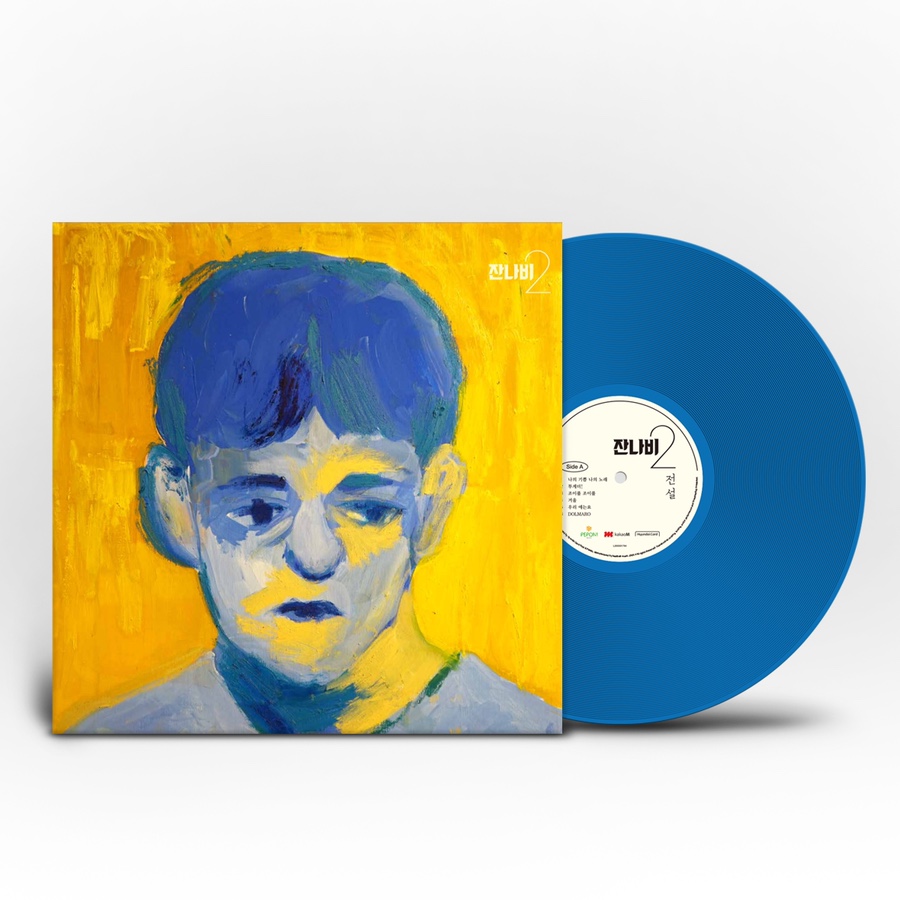 잔나비2
잔나비2
전설
Side A
나의 기쁨 나의 노래
투게더!
조이풀 조이풀
거울
우리 애는요
DOLMARO
PEPONI
kakaoM